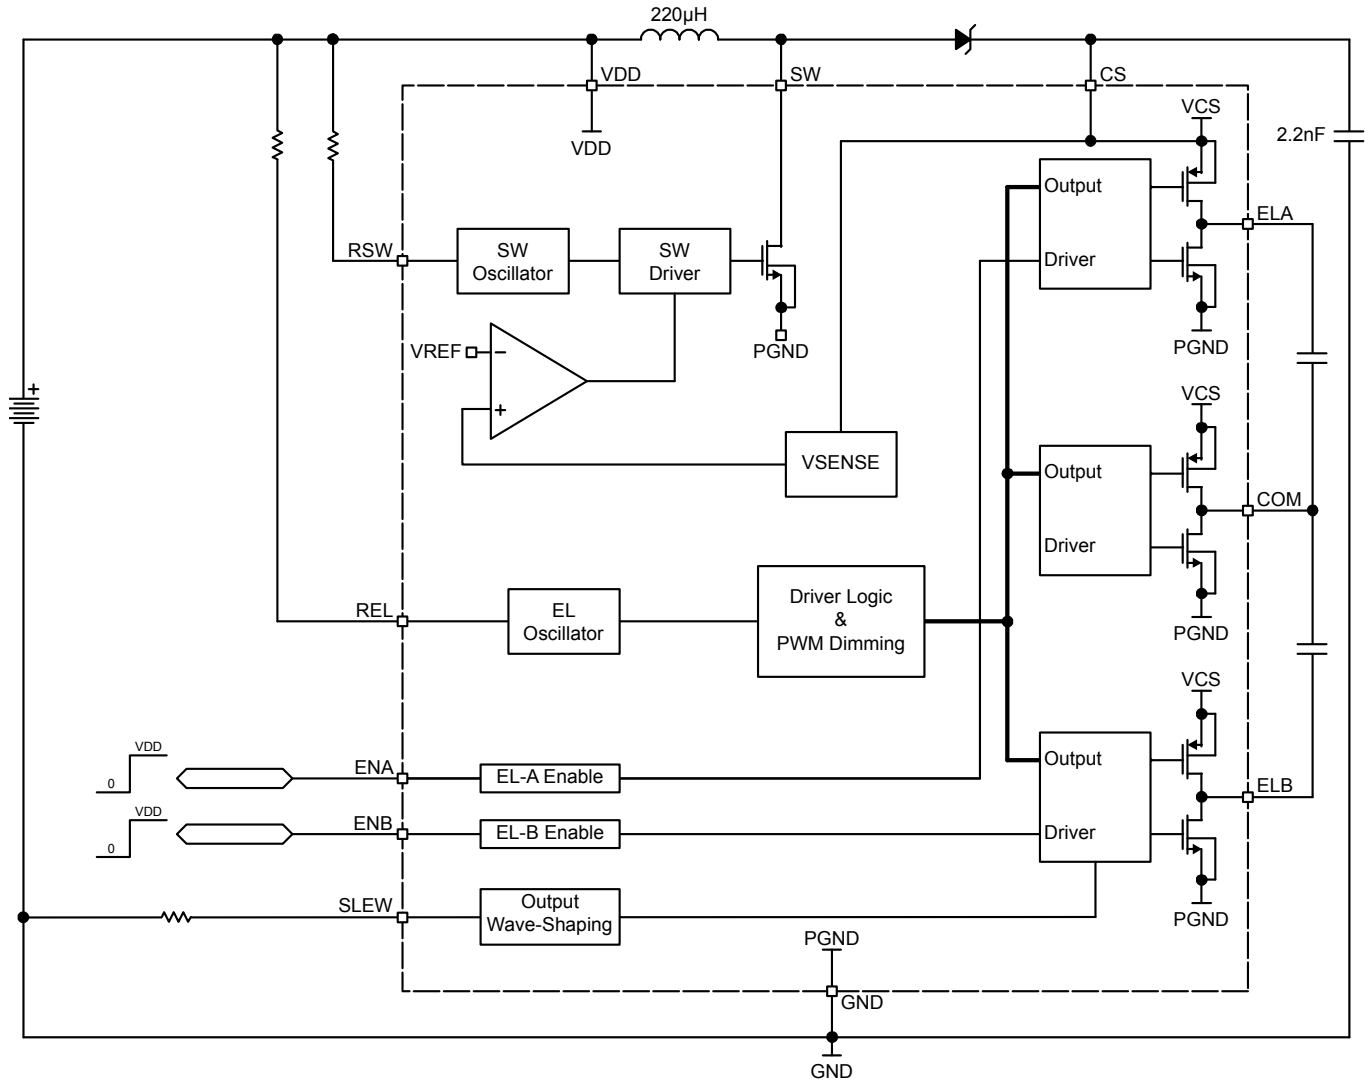 220µH
VDD
SW
CS
VCS
VDD
2.2nF
Output
ELA
RSW
SW
Oscillator
SW
Driver
Driver
VREF
−
PGND
PGND
+
+
VCS
VSENSE
Output
COM
Driver
REL
EL
Oscillator
Driver Logic
&
PWM Dimming
PGND
VCS
VDD
0
ENA
EL-A Enable
Output
ELB
VDD
0
ENB
EL-B Enable
Driver
SLEW
Output
Wave-Shaping
PGND
PGND
GND
GND